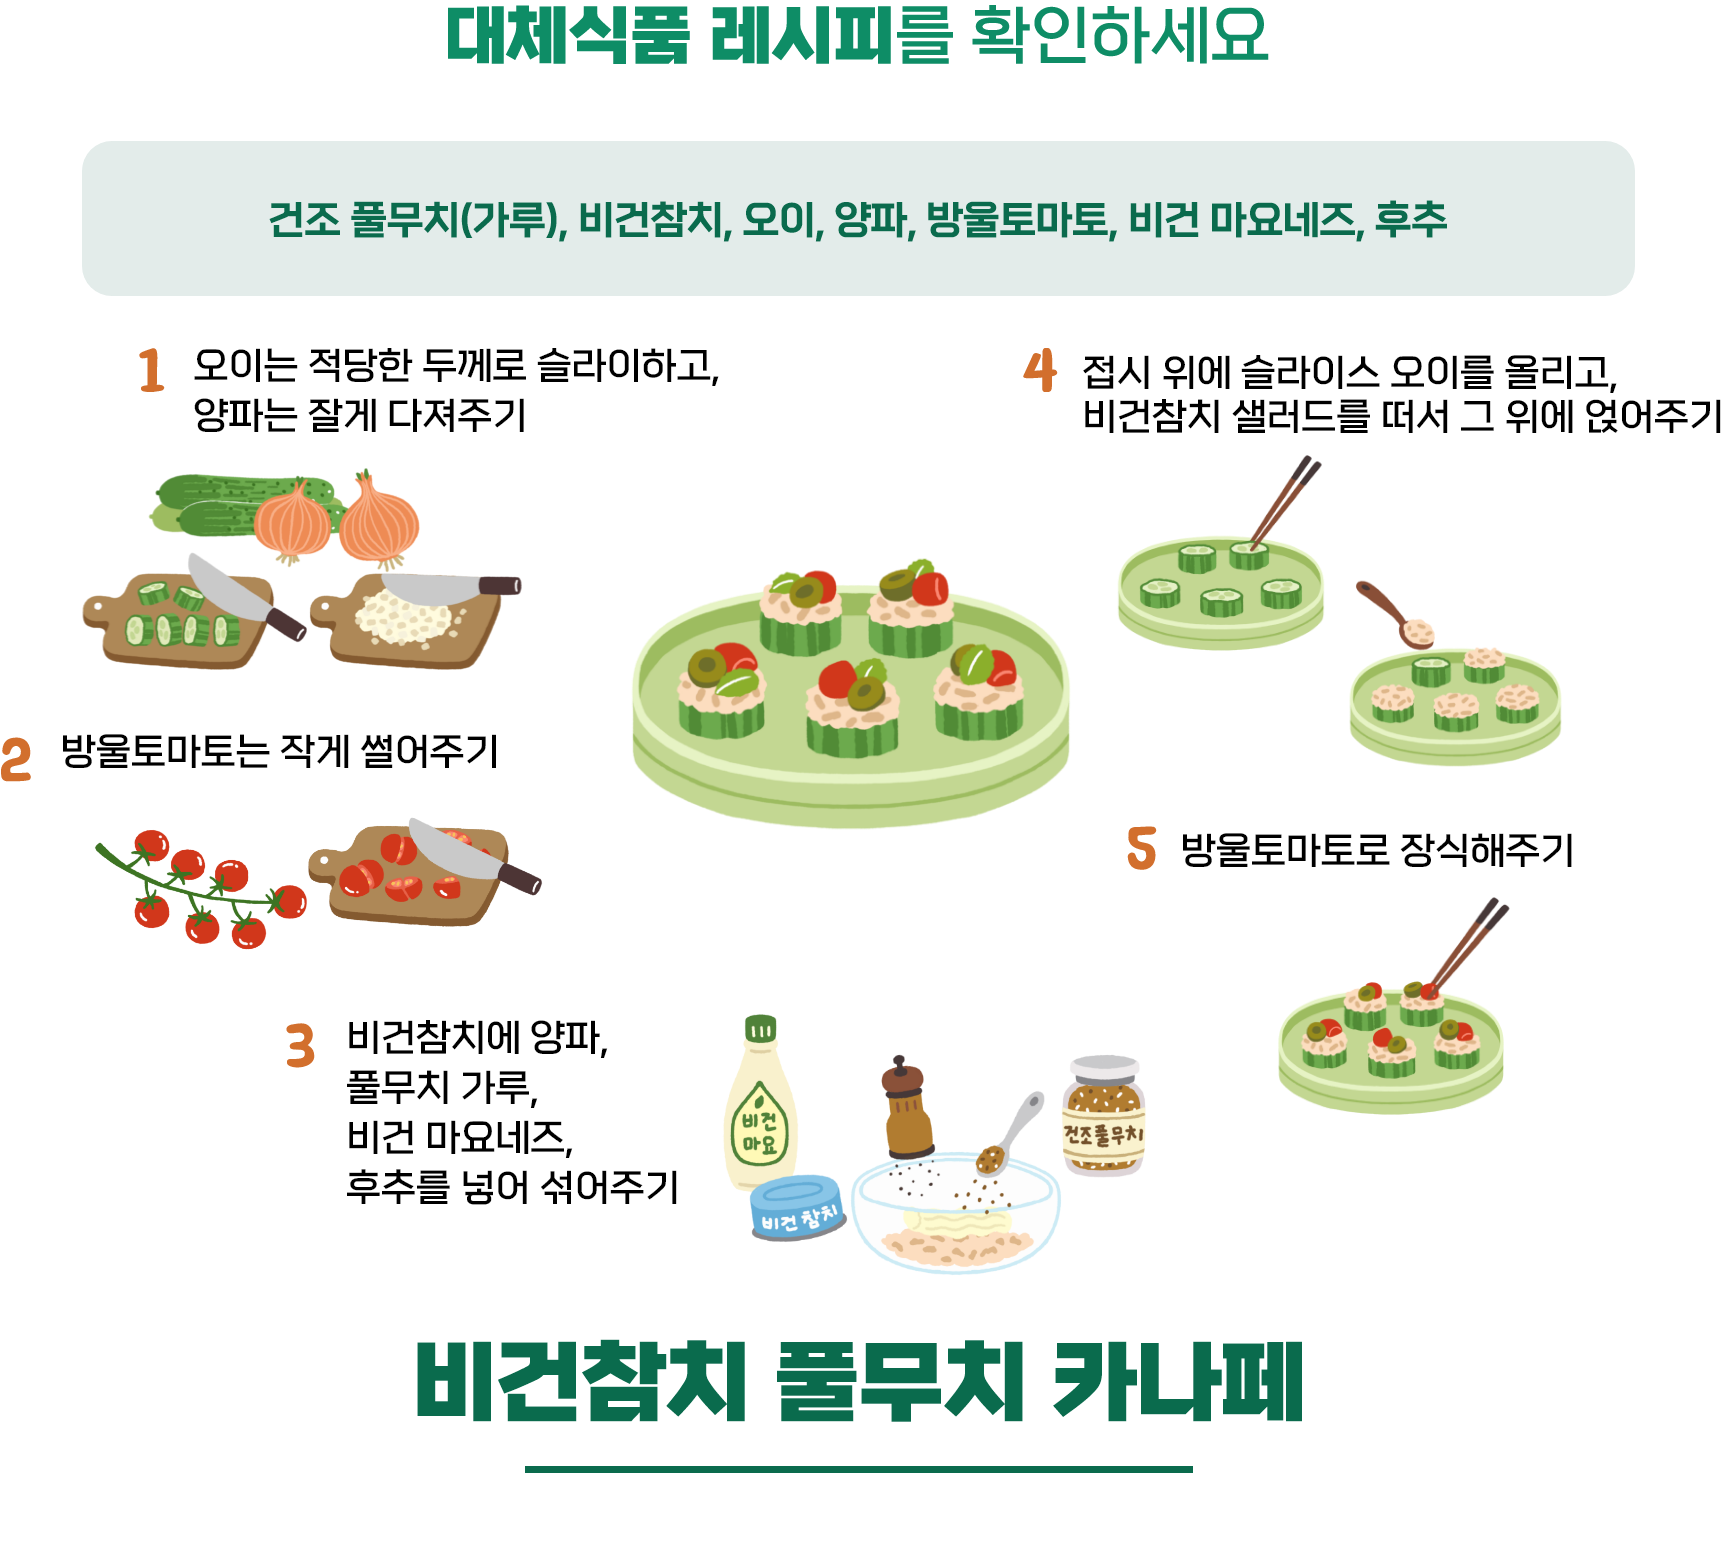 대체식품 레시피를 확인하세요
건조 풀무치(가루), 비건참치, 오이, 양파, 방울토마토, 비건 마요네즈, 후추
1
오이는 적당한 두께로 슬라이하고,
양파는 잘게 다져주기
2
방울토마토는 작게 썰어주기
3
비건참치에 양파,
풀무치 가루,
비건 마요네즈,
후추를 넣어 섞어주기
비건
마요
비건 참치
건조풀무치
4
접시 위에 슬라이스 오이를 올리고,
비건참치 샐러드를 떠서 그 위에 얹어주기
5
방울토마토로 장식해주기
비건참치 풀무치 카나페